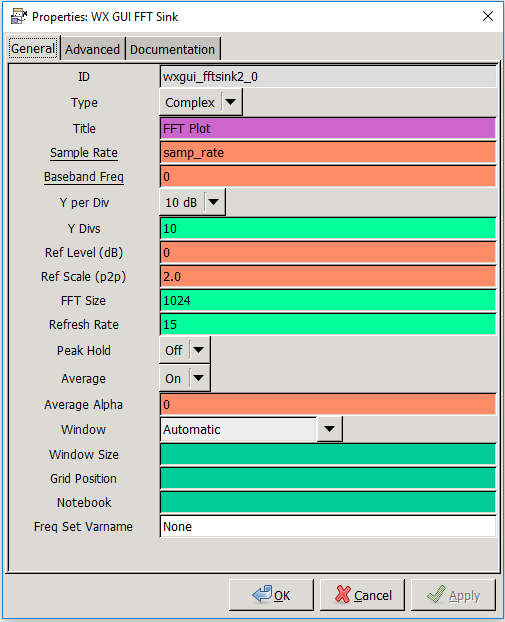 Properties: WX GUI FFT Sink
General Advanced Documentation
ID wxgui_fftsink2_0
Type Complex
Title FFT Plot
Sample Rate samp_rate
Baseband Freq 0
Y per Div 10 dB
Y Divs 10
Ref Level (dB) 0
Ref Scale (p2p) 2.0
FFT Size 1024
Refresh Rate 15
Peak Hold Off
Average On
Average Alpha 0
Window Automatic
Window Size
Grid Position
Notebook
Freq Set Varname None
OK Cancel Apply